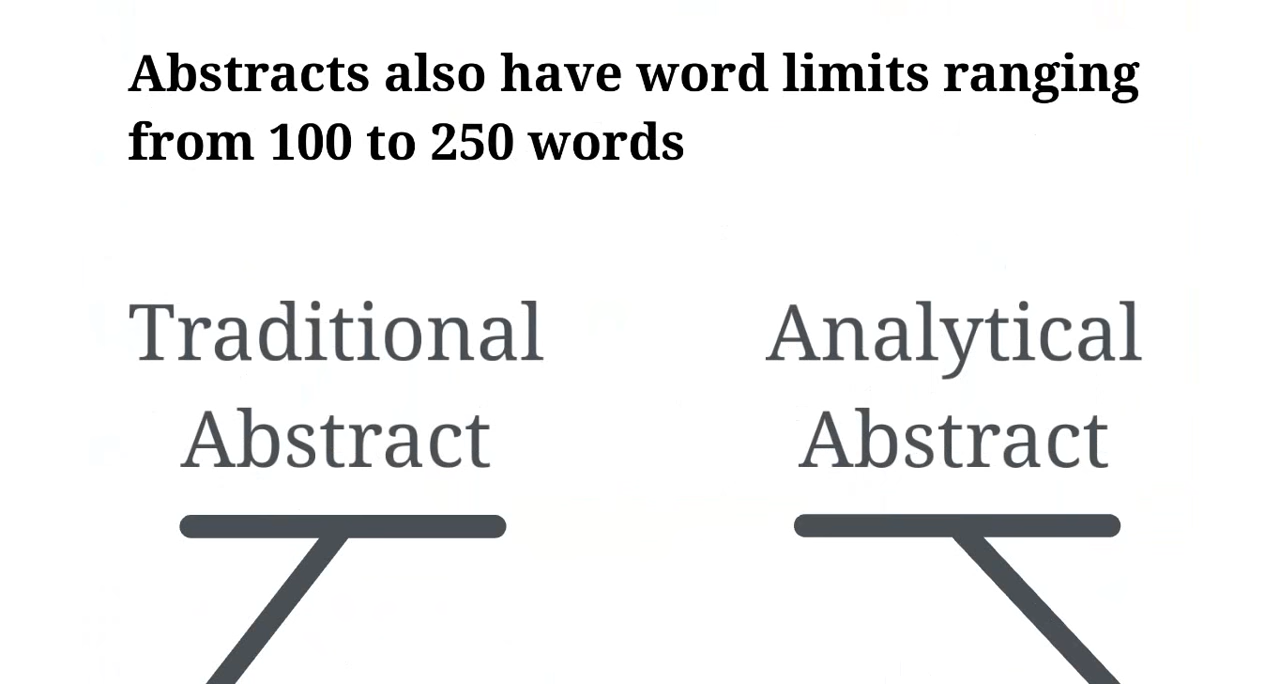 Abstracts also have word limits ranging
from 100 to 250 words
Traditional
Abstract
Analytical
Abstract